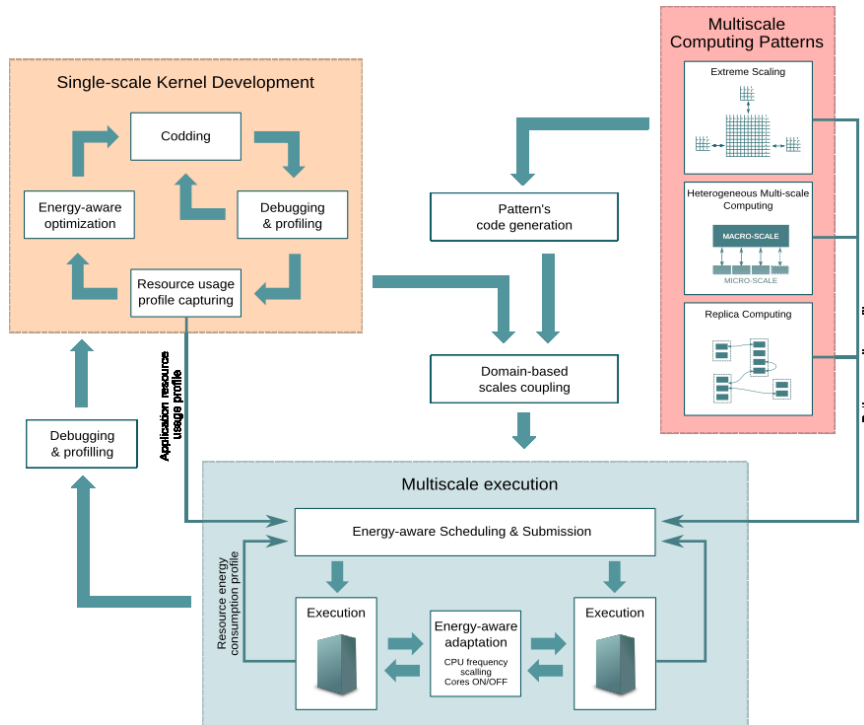 Multiscale
Computing Patterns
Extreme Scaling
Heterogeneous Multi-scale
Computing
MACRO-SCALE
MICRO-SCALE
Replica Computing
Single-scale Kernel Development
Codding
Energy-aware
optimization
Debugging
& profiling
Resource usage
profile capturing
Pattern's
code generation
Domain-based
scales coupling
Application resource
usage profile
Debugging
& profilling
Multiscale execution
Energy-aware Scheduling & Submission
Resource energy
consumption profile
Execution
Energy-aware
adaptation
CPU frequency
scalling
Cores ON/OFF
Execution